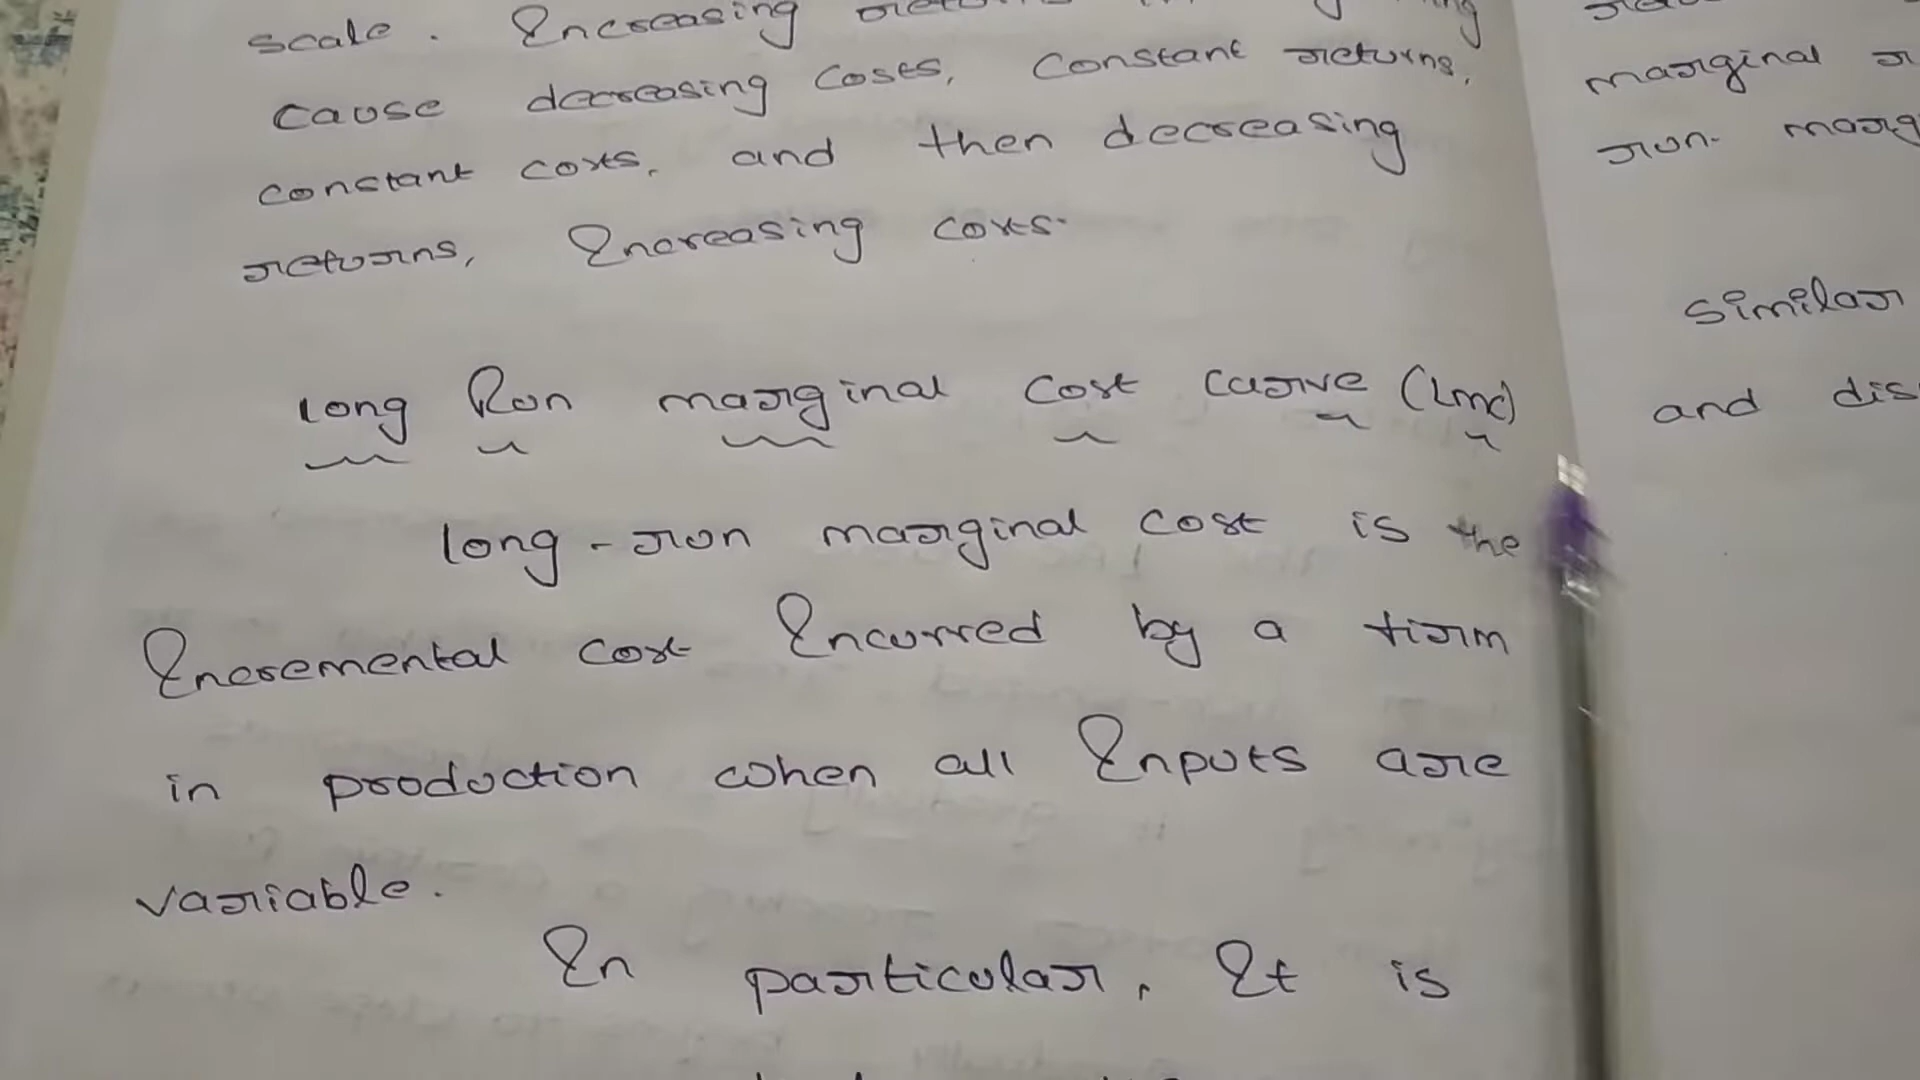 scale. Increasing
cause decreasing costs, constant returns,
constant costs, and then decreasing
returns, Increasing costs.
Long Run marginal cost curve (Lmc)
long-run marginal cost is the
Incremental cost Incurred by a firm
in production when all Inputs are
variable.
In particular, It is
marginal
run-
similar
and